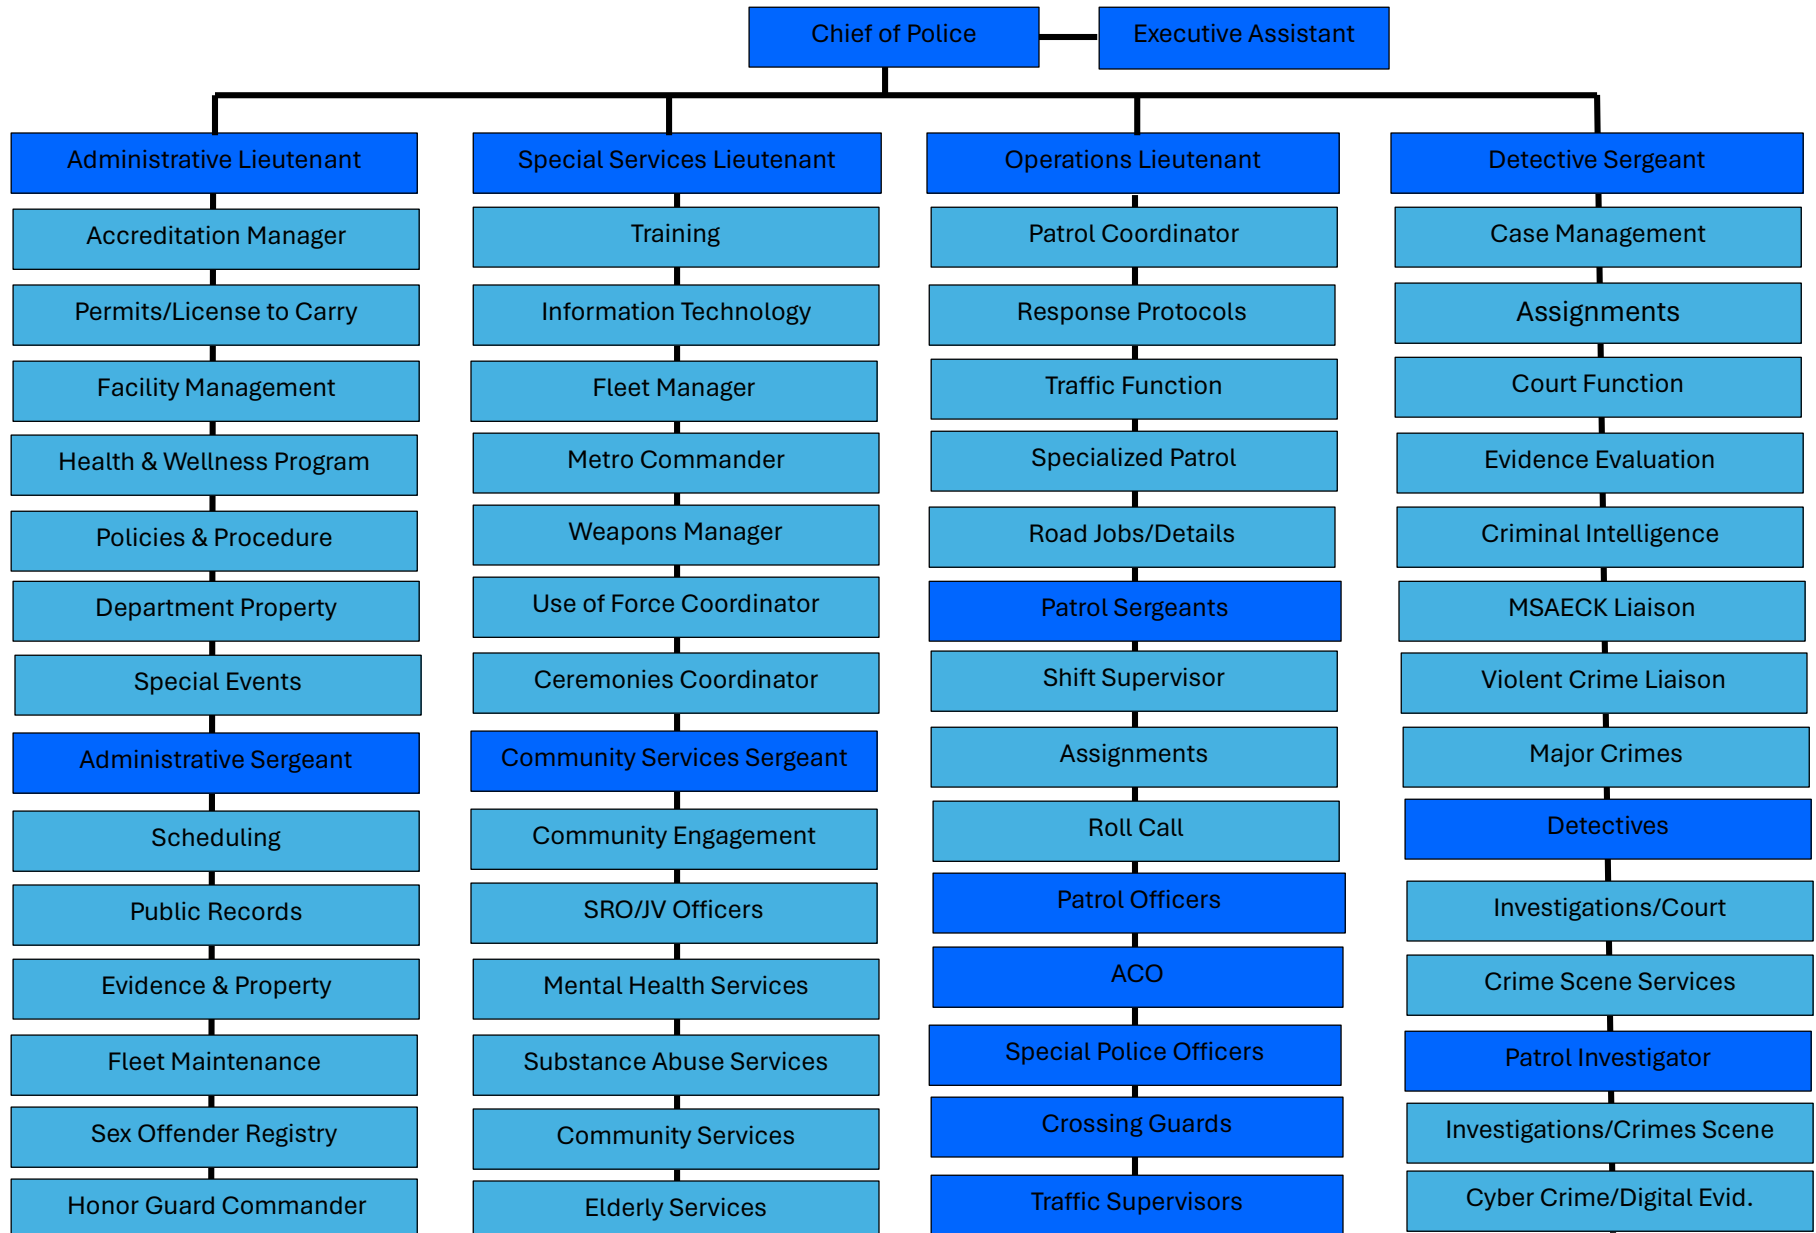 Chief of Police
Executive Assistant
Administrative Lieutenant
Accreditation Manager
Permits/License to Carry
Facility Management
Health & Wellness Program
Policies & Procedure
Department Property
Special Events
Administrative Sergeant
Scheduling
Public Records
Evidence & Property
Fleet Maintenance
Sex Offender Registry
Honor Guard Commander
Special Services Lieutenant
Training
Information Technology
Fleet Manager
Metro Commander
Weapons Manager
Use of Force Coordinator
Ceremonies Coordinator
Community Services Sergeant
Community Engagement
SRO/JV Officers
Mental Health Services
Substance Abuse Services
Community Services
Elderly Services
Operations Lieutenant
Patrol Coordinator
Response Protocols
Traffic Function
Specialized Patrol
Road Jobs/Details
Patrol Sergeants
Shift Supervisor
Assignments
Roll Call
Patrol Officers
ACO
Special Police Officers
Crossing Guards
Traffic Supervisors
Detective Sergeant
Case Management
Assignments
Court Function
Evidence Evaluation
Criminal Intelligence
MSAECK Liaison
Violent Crime Liaison
Major Crimes
Detectives
Investigations/Court
Crime Scene Services
Patrol Investigator
Investigations/Crimes Scene
Cyber Crime/Digital Evid.